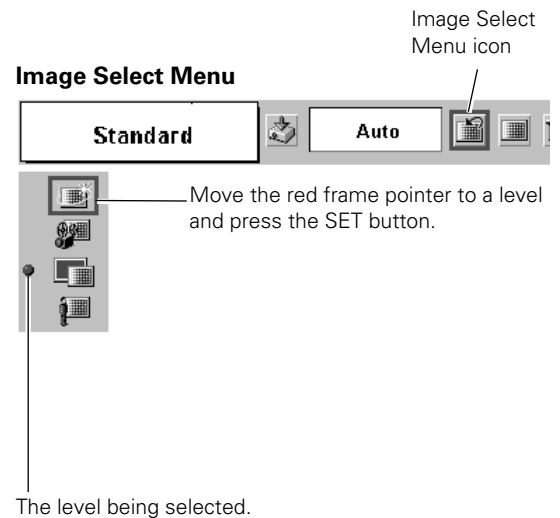 Image Select
Menu icon
Image Select Menu
Standard
Auto
Move the red frame pointer to a level
and press the SET button.
The level being selected.